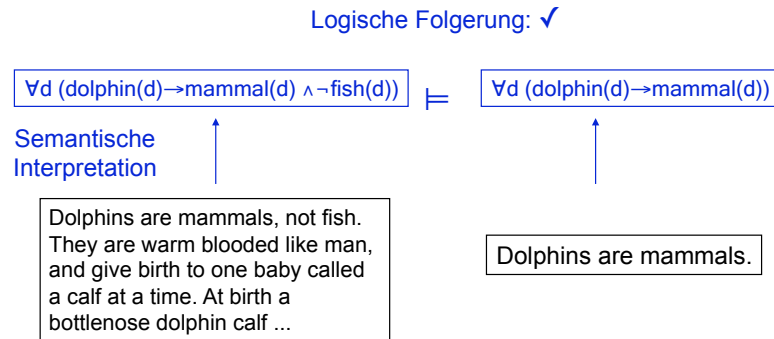 Logische Folgerung: ✓
∀d (dolphin(d)→mammal(d) ∧¬fish(d))
⊨
∀d (dolphin(d)→mammal(d))
Semantische
Interpretation
Dolphins are mammals, not fish.
They are warm blooded like man,
and give birth to one baby called
a calf at a time. At birth a
bottlenose dolphin calf ...
Dolphins are mammals.